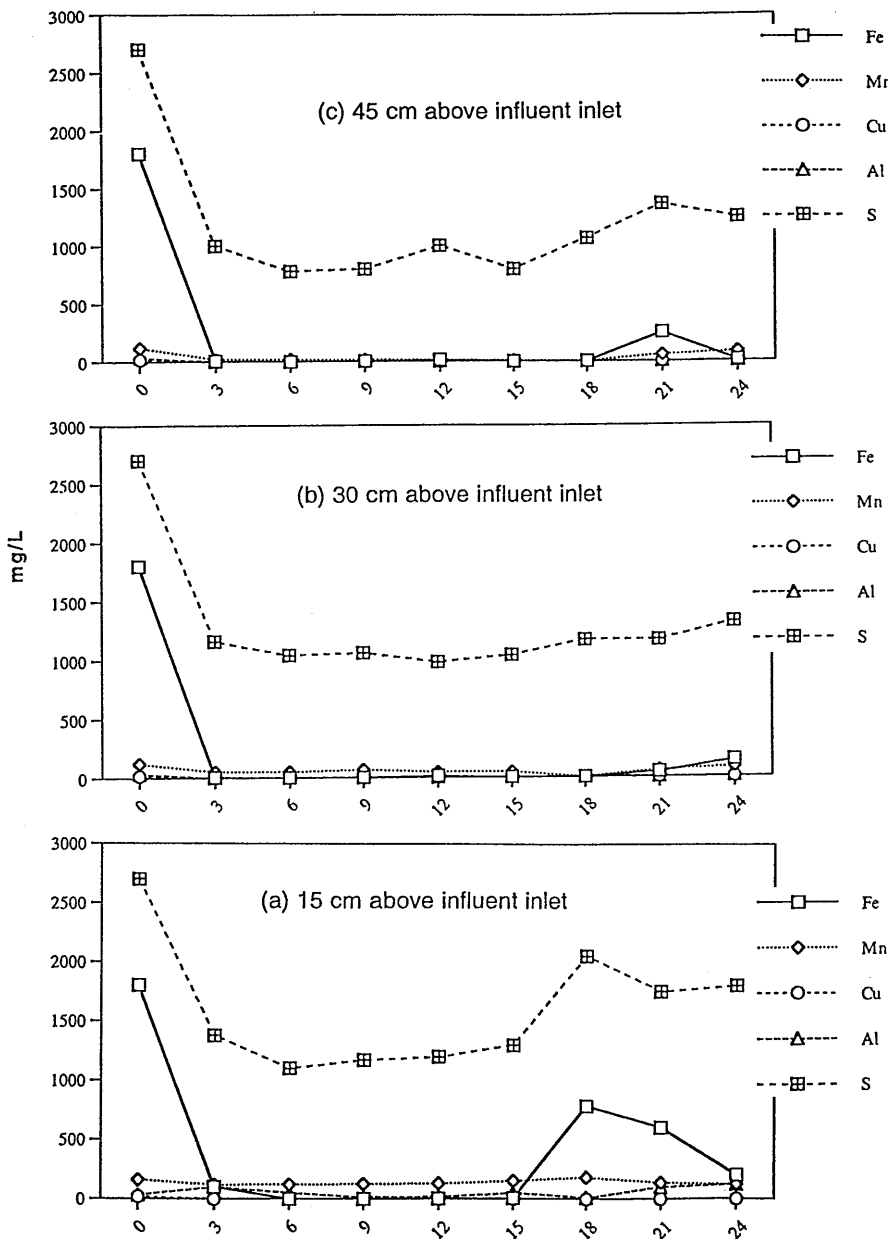 3000
2500
2000
1500
1000
500
0
(c) 45 cm above influent inlet
Fe
Mn
Cu
Al
S
0 3 6 9 12 15 18 21 24
mg/L
3000
2500
2000
1500
1000
500
0
(b) 30 cm above influent inlet
Fe
Mn
Cu
Al
S
0 3 6 9 12 15 18 21 24
3000
2500
2000
1500
1000
500
0
(a) 15 cm above influent inlet
Fe
Mn
Cu
Al
S
0 3 6 9 12 15 18 21 24